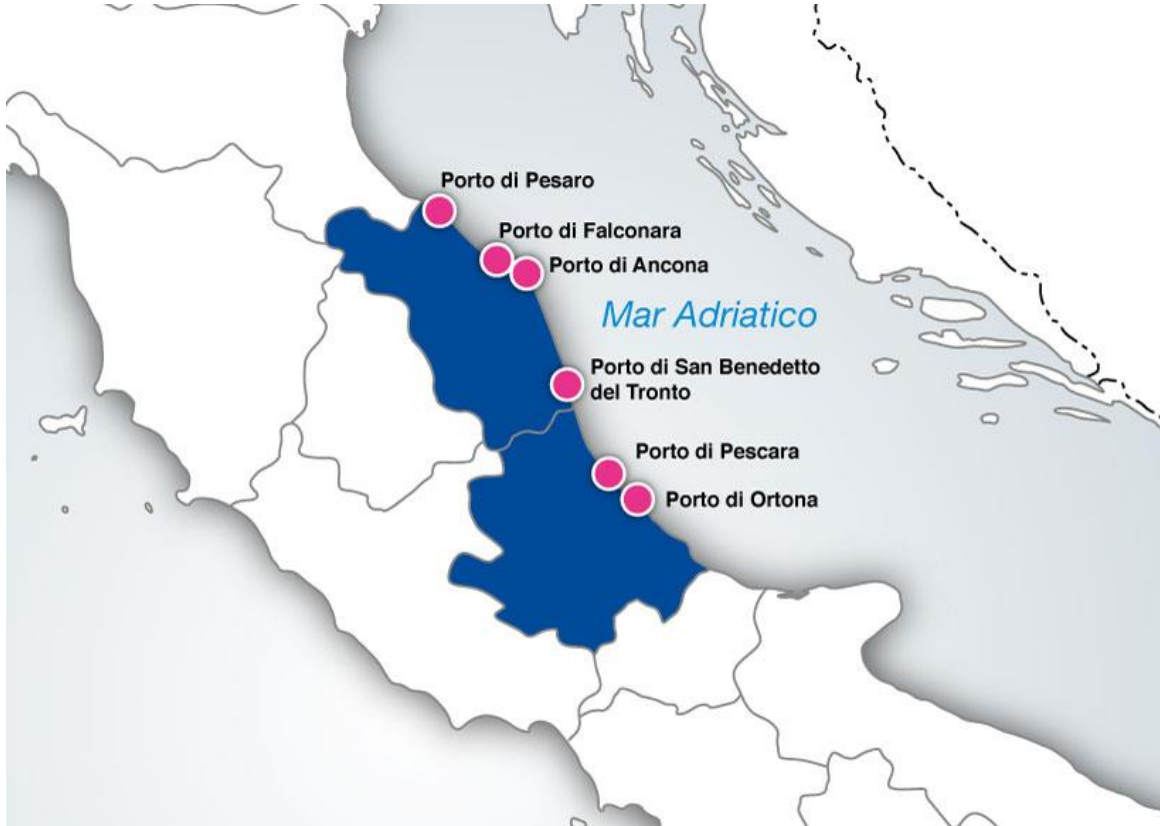 Porto di Pesaro
Porto di Falconara
Porto di Ancona
Mar Adriatico
Porto di San Benedetto
del Tronto
Porto di Pescara
Porto di Ortona